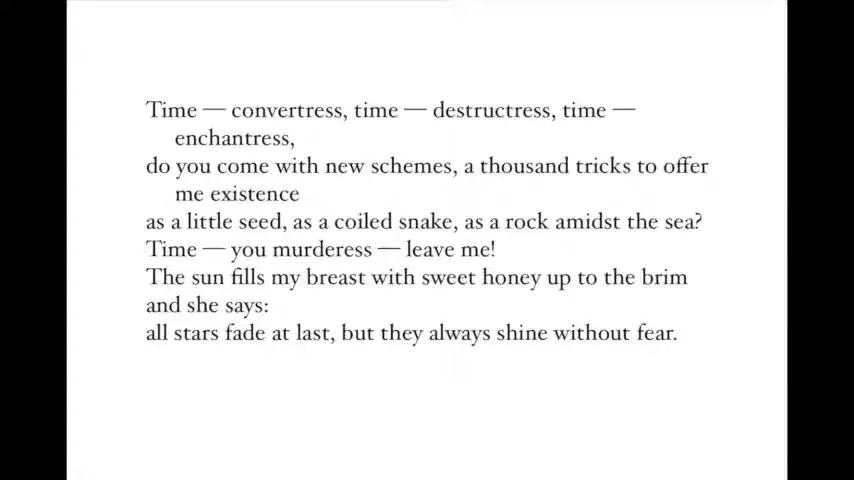 Time — convertress, time — destructress, time —
enchantress,
do you come with new schemes, a thousand tricks to offer
me existence
as a little seed, as a coiled snake, as a rock amidst the sea?
Time — you murderess — leave me!
The sun fills my breast with sweet honey up to the brim
and she says:
all stars fade at last, but they always shine without fear.